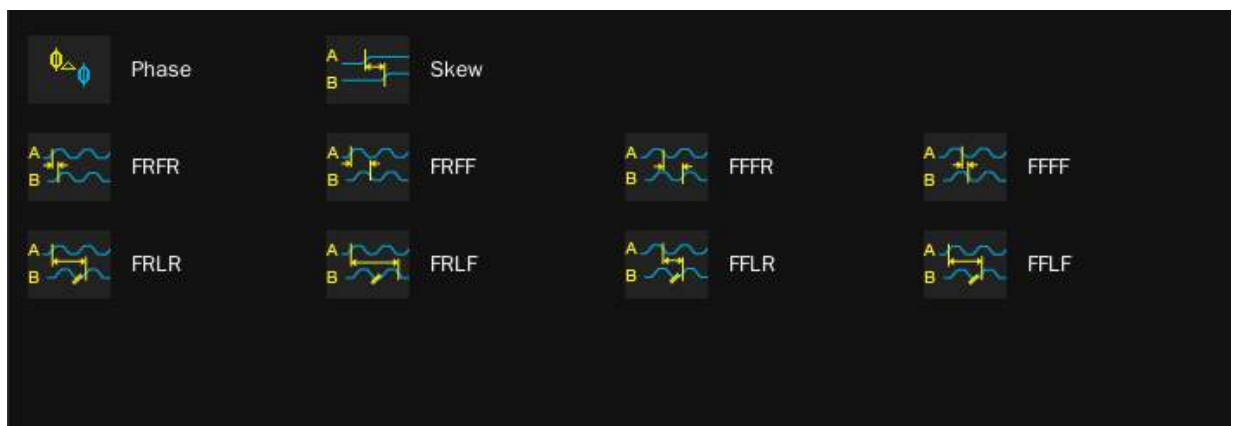 Φ△Φ Phase A B Skew
A B FRFR A B FRFF A B FFFR A B FFFF
A B FRLR A B FRLF A B FFLR A B FFLF